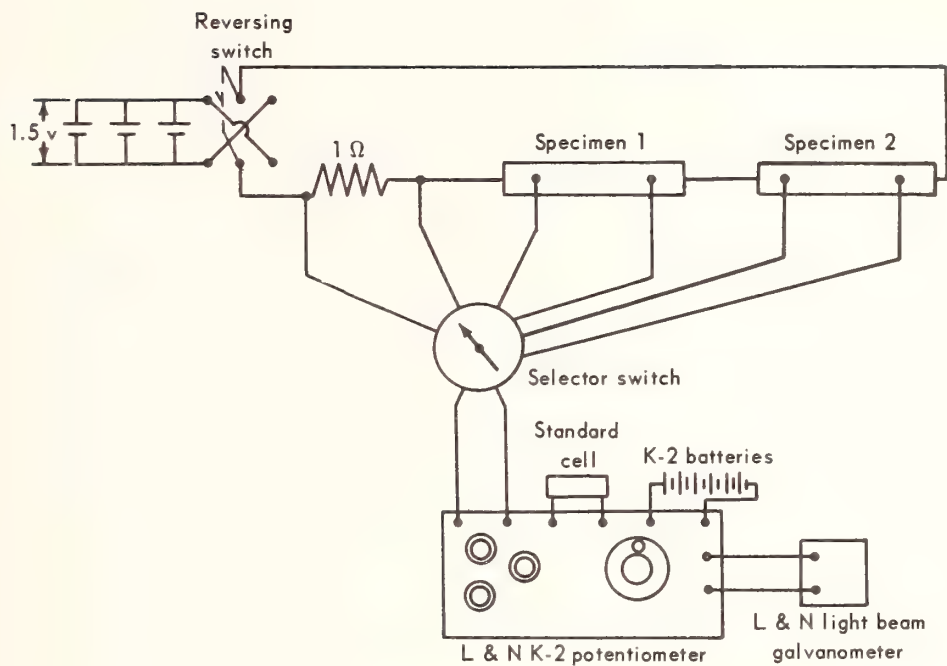 Reversing
switch
1.5 v
1 Ω
Specimen 1
Specimen 2
Selector switch
Standard
cell
K-2 batteries
L & N K-2 potentiometer
L & N light beam
galvanometer